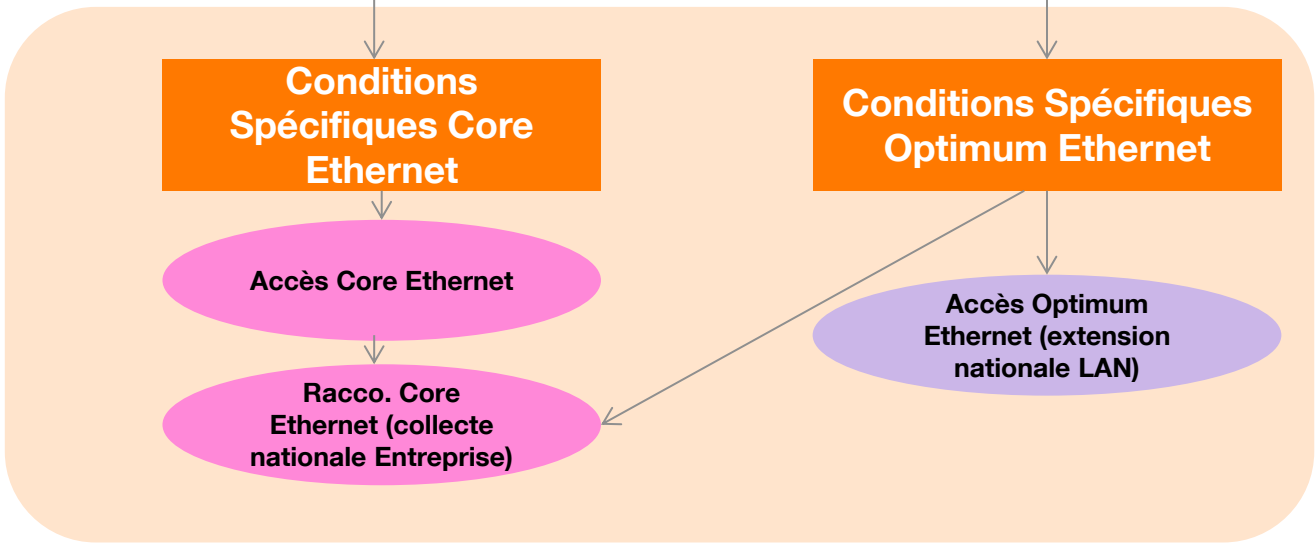 Conditions
Spécifiques Core
Ethernet
Conditions Spécifiques
Optimum Ethernet
Accès Core Ethernet
Accès Optimum
Ethernet (extension
nationale LAN)
Racco. Core
Ethernet (collecte
nationale Entreprise)